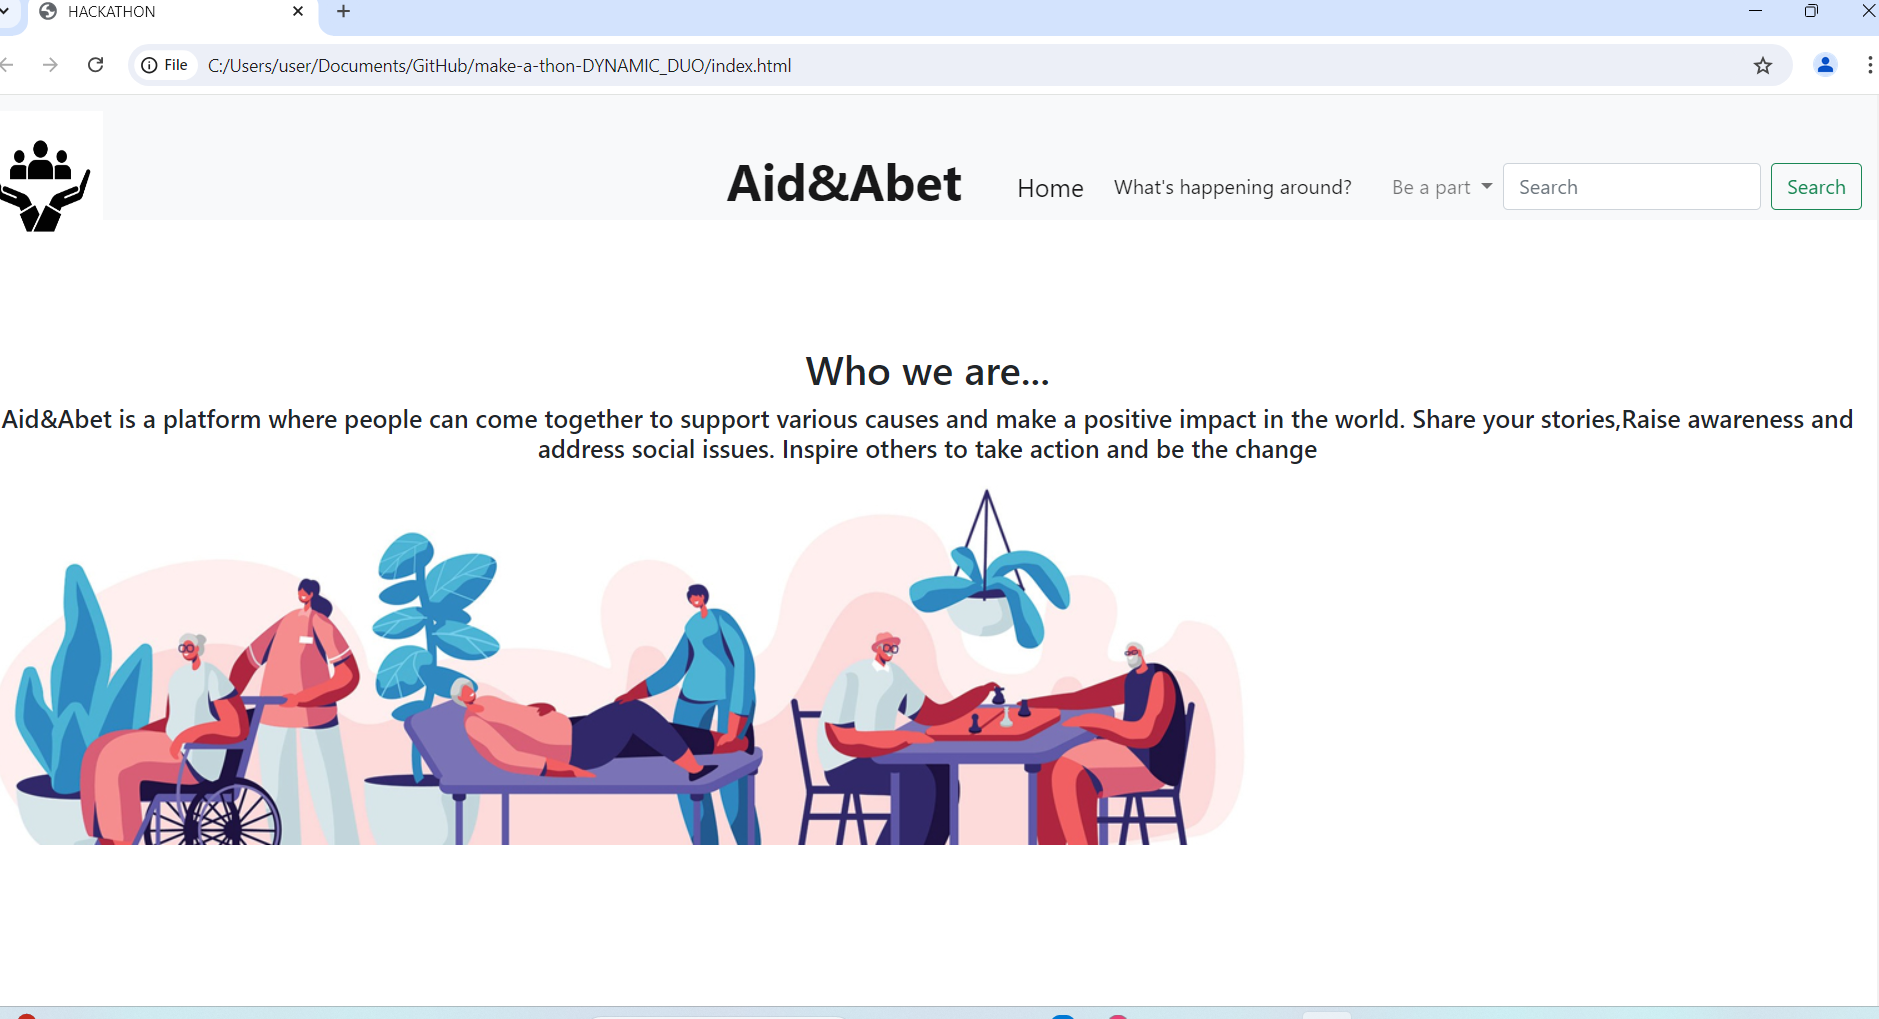 HACKATHON
File C:/Users/user/Documents/GitHub/make-a-thon-DYNAMIC_DUO/index.html
Aid&Abet Home What's happening around? Be a part Search Search
Who we are...
Aid&Abet is a platform where people can come together to support various causes and make a positive impact in the world. Share your stories,Raise awareness and
address social issues. Inspire others to take action and be the change